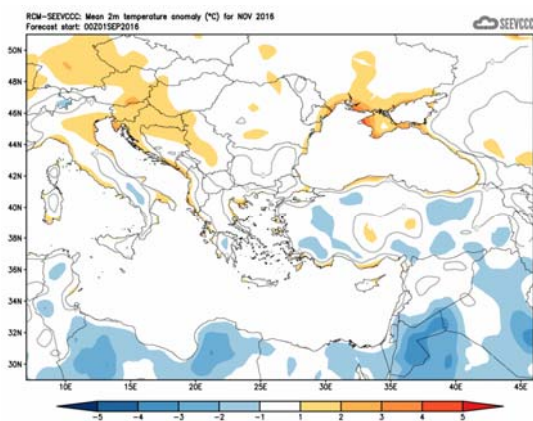 RCM-SEEVCCC: Mean 2m temperature anomaly (°C) for NOV 2016
Forecast start: 00Z01SEP2016
SEEVCCC
50N
48N
46N
44N
42N
40N
38N
36N
34N
32N
30N
10E
15E
20E
25E
30E
35E
40E
45E
-5
-4
-3
-2
-1
1
2
3
4
5